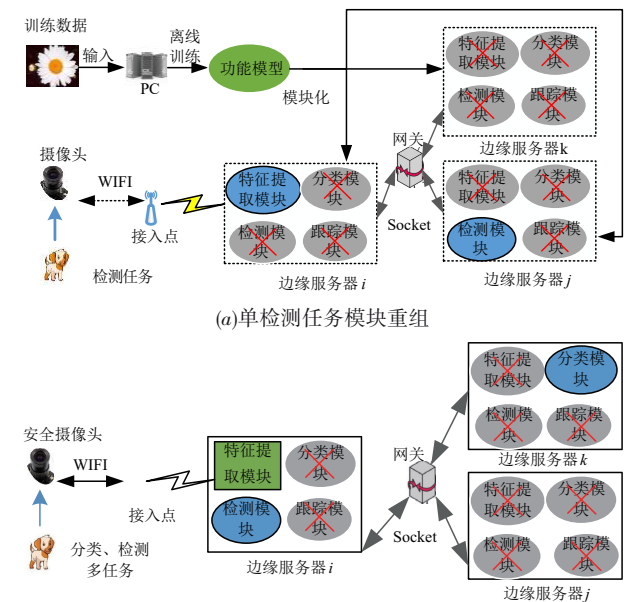 训练数据
输入
PC
离线
训练
功能模型
模块化
特征提
取模块
分类模
块
检测模
块
跟踪模
块
边缘服务器k
网关
Socket
摄像头
WIFI
接入点
检测任务
特征提
取模块
分类模
块
检测模
块
跟踪模
块
边缘服务器i
特征提
取模块
分类模
块
检测模
块
跟踪模
块
边缘服务器j
(a)单检测任务模块重组
安全摄像头
WIFI
接入点
分类、检测
多任务
特征提
取模块
分类模
块
检测模
块
跟踪模
块
边缘服务器i
网关
Socket
特征提
取模块
分类模
块
检测模
块
跟踪模
块
边缘服务器k
特征提
取模块
分类模
块
检测模
块
跟踪模
块
边缘服务器j